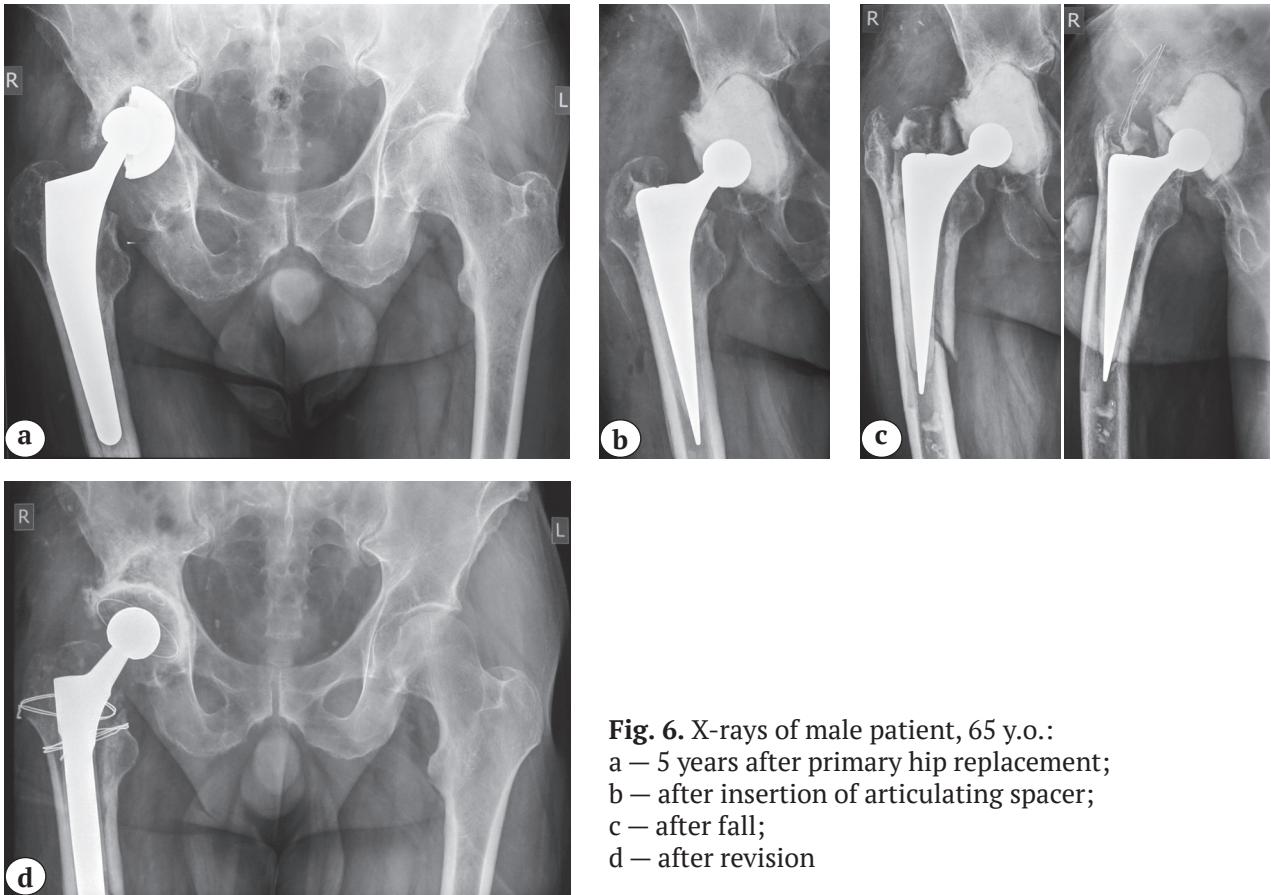 R
L
a
b
R
R
c
R
L
d
Fig. 6. X-rays of male patient, 65 y.o.:
a — 5 years after primary hip replacement;
b — after insertion of articulating spacer;
c — after fall;
d — after revision